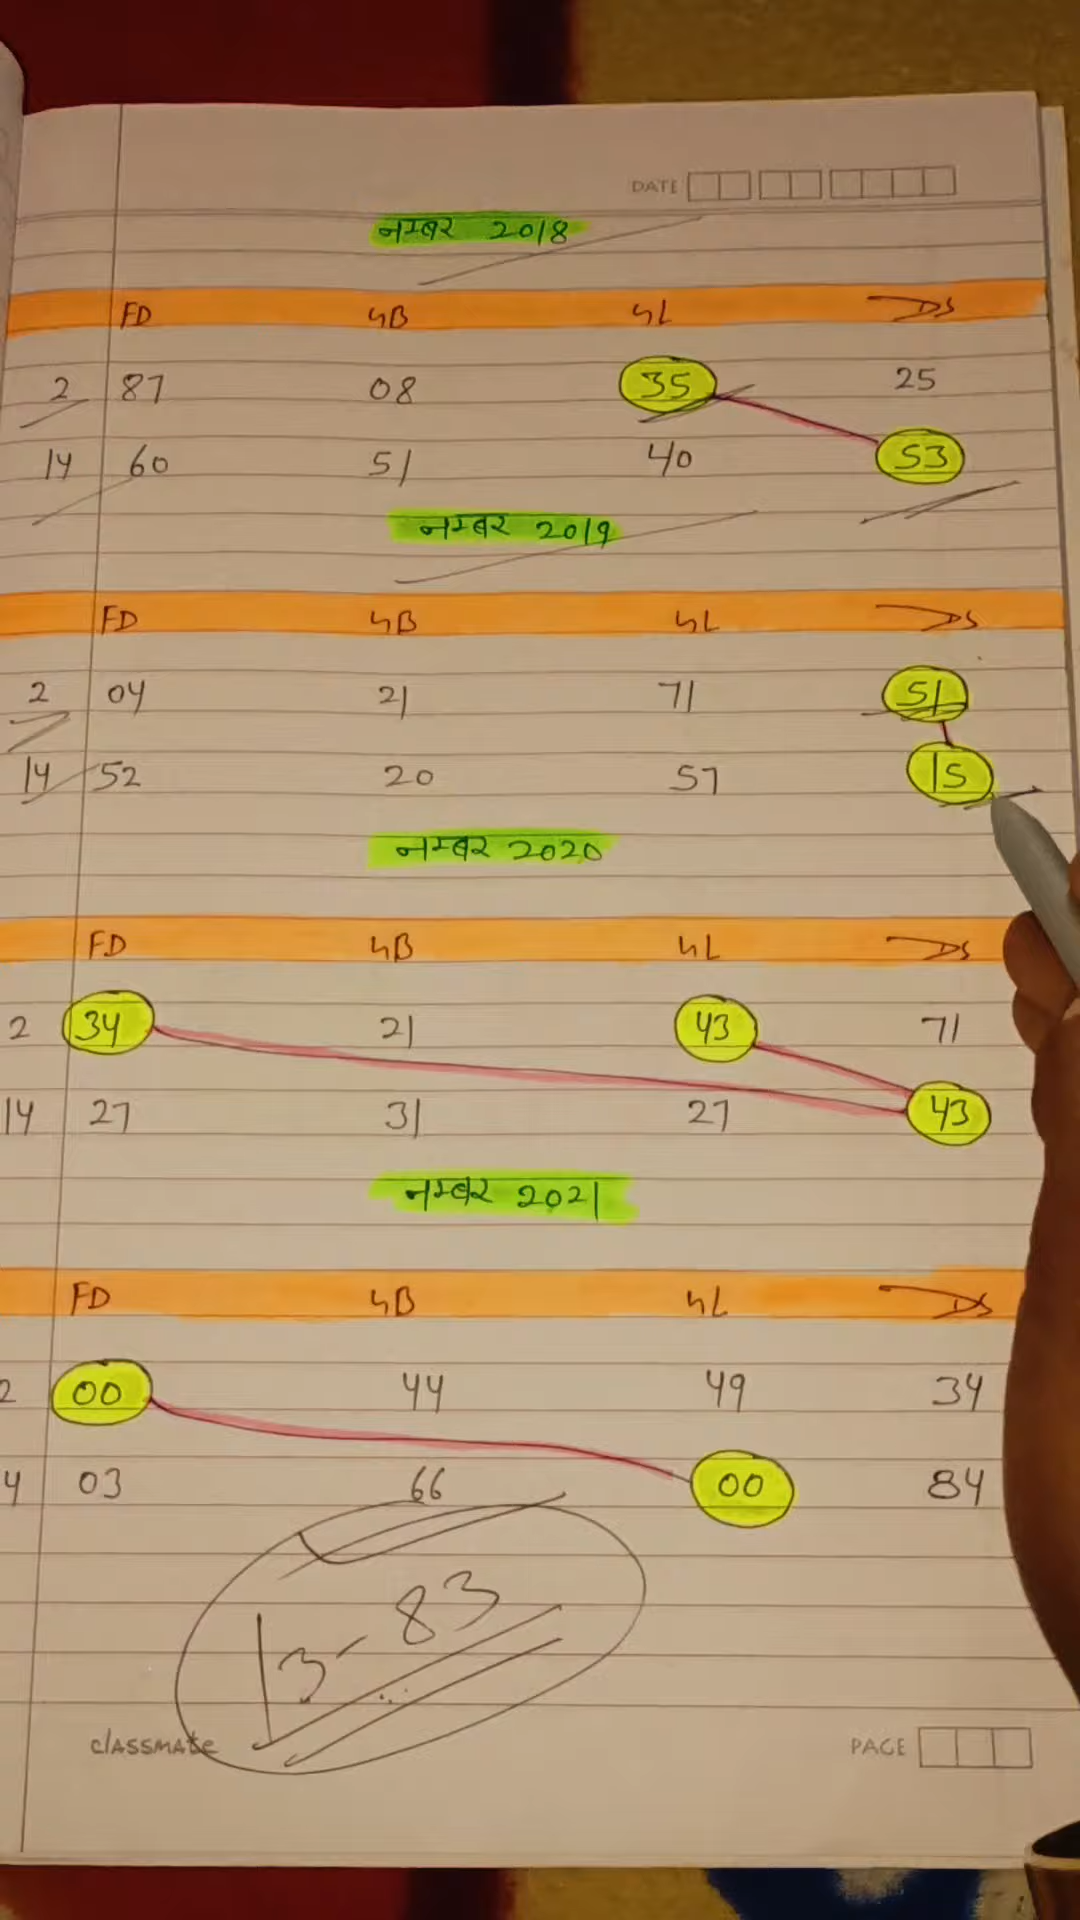 DATE
नम्बर 2018
FD GB GL DS
2 87 08 35 25
14 60 51 40 53
नम्बर 2019
FD GB GL DS
2 04 21 71 51
14 52 20 57 15
नम्बर 2020
FD GB GL DS
2 34 21 43 71
14 27 31 27 43
नम्बर 2021
FD GB GL DS
2 00 44 49 34
4 03 66 00 84
13-83
classmate PAGE